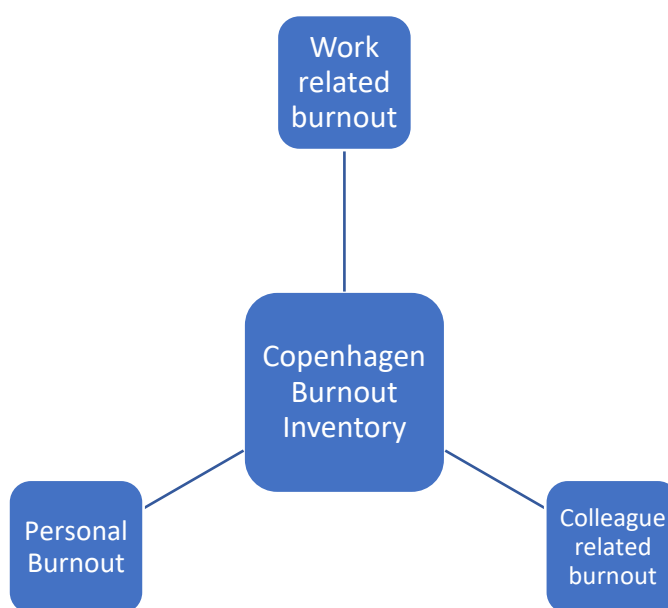 Work
related
burnout
Copenhagen
Burnout
Inventory
Personal
Burnout
Colleague
related
burnout